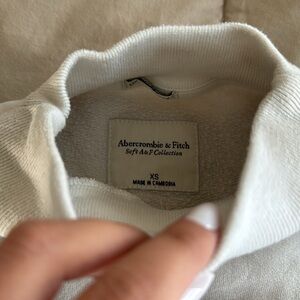 Abercrombie & Fitch
Soft A&F Collection
XS
MADE IN CAMBODIA